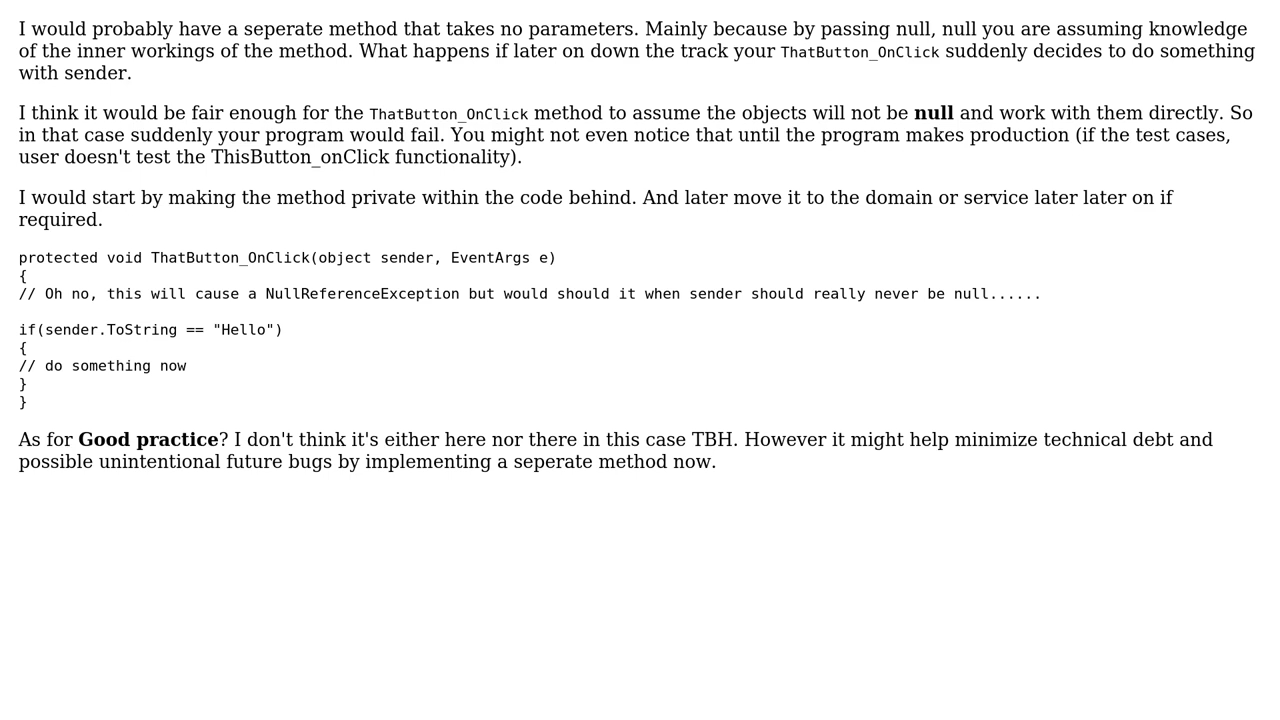 I would probably have a seperate method that takes no parameters. Mainly because by passing null, null you are assuming knowledge
of the inner workings of the method. What happens if later on down the track your ThatButton_OnClick suddenly decides to do something
with sender.
I think it would be fair enough for the ThatButton_OnClick method to assume the objects will not be null and work with them directly. So
in that case suddenly your program would fail. You might not even notice that until the program makes production (if the test cases,
user doesn't test the ThisButton_onClick functionality).
I would start by making the method private within the code behind. And later move it to the domain or service later later on if
required.
protected void ThatButton_OnClick(object sender, EventArgs e)
{
// Oh no, this will cause a NullReferenceException but would should it when sender should really never be null......
if(sender.ToString == "Hello")
{
// do something now
}
}
As for Good practice? I don't think it's either here nor there in this case TBH. However it might help minimize technical debt and
possible unintentional future bugs by implementing a seperate method now.